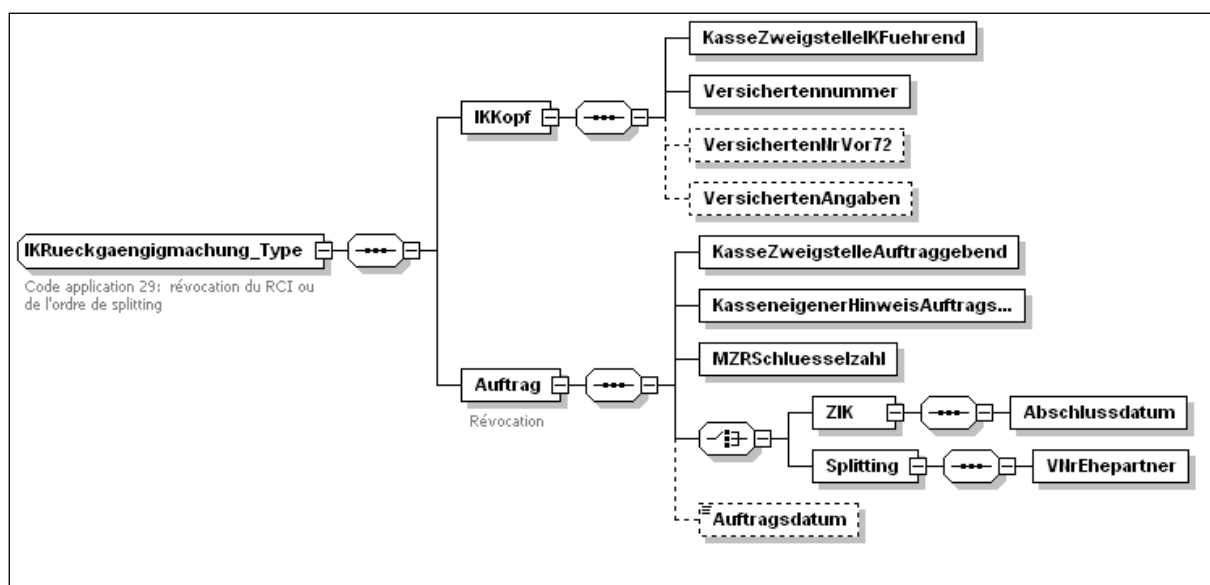 KasseZweigstelleIKFuehrend
Versichertennummer
IKKopf
VersichertenNrVor72
VersichertenAngaben
IKRueckgaengigmachung_Type
Code application 29: révocation du RCI ou
de l'ordre de splitting
KasseZweigstelleAuftraggebend
KasseneigenerHinweisAuftrags...
MZRSchluesselzahl
Auftrag
Révocation
ZIK
Abschlussdatum
Splitting
VNrEhepartner
Auftragsdatum